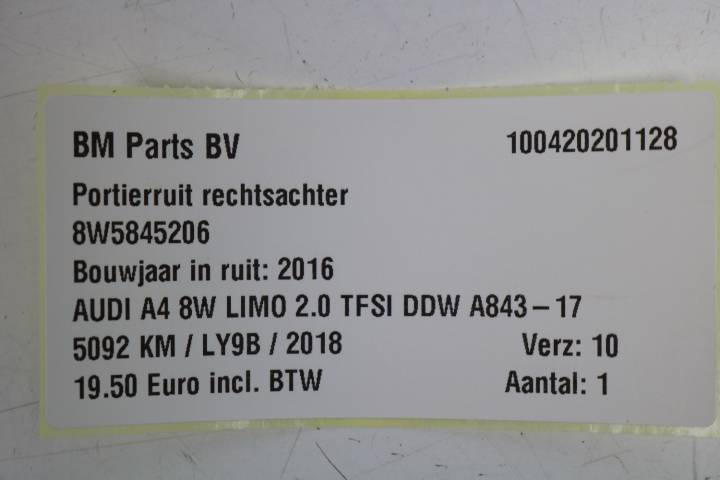 BM Parts BV 100420201128
Portierruit rechtsachter
8W5845206
Bouwjaar in ruit: 2016
AUDI A4 8W LIMO 2.0 TFSI DDW A843-17
5092 KM / LY9B / 2018 Verz: 10
19.50 Euro incl. BTW Aantal: 1